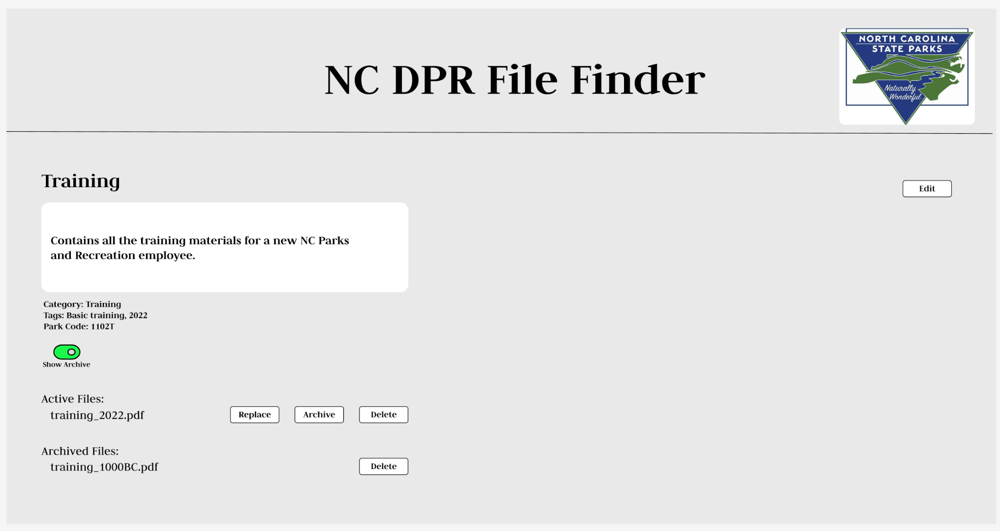 NORTH CAROLINA
STATE PARKS
Naturally
Wonderful
NC DPR File Finder
Training
Edit
Contains all the training materials for a new NC Parks
and Recreation employee.
Category: Training
Tags: Basic training, 2022
Park Code: 1102T
Show Archive
Active Files:
training_2022.pdf
Replace
Archive
Delete
Archived Files:
training_1000BC.pdf
Delete